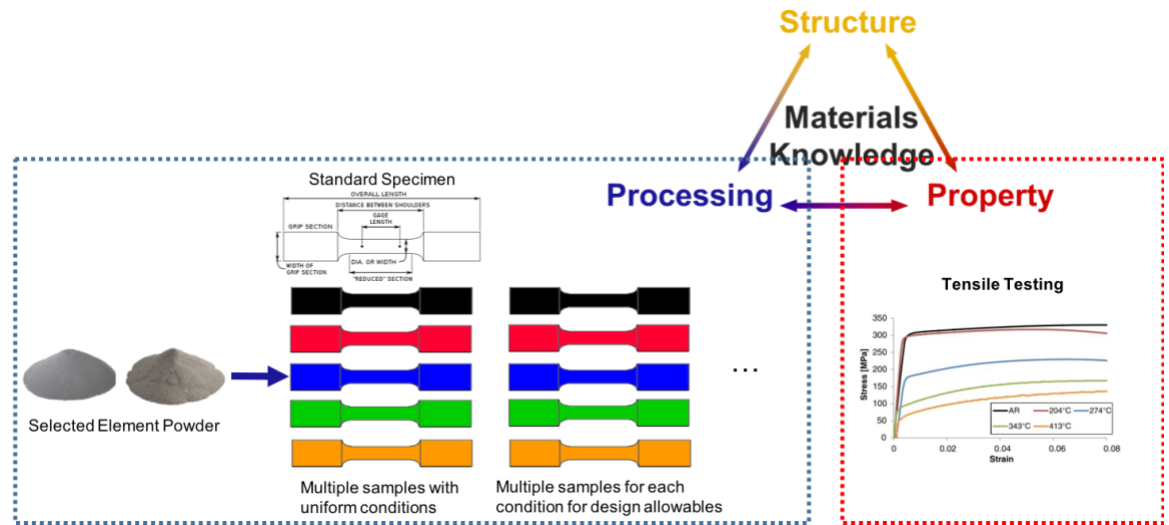 Structure
Materials
Knowledge
Processing
Property
Standard Specimen
OVERALL LENGTH
DISTANCE BETWEEN SHOULDERS
GAGE
LENGTH
GRIP SECTION
WIDTH OF
GRIP SECTION
DIA. OR WIDTH
"REDUCED" SECTION
Selected Element Powder
Multiple samples with
uniform conditions
Multiple samples for each
condition for design allowables
...
Tensile Testing
Stress [MPa]
350
300
250
200
150
100
50
0
AR 204°C 274°C
343°C 413°C
0 0.02 0.04 0.06 0.08
Strain